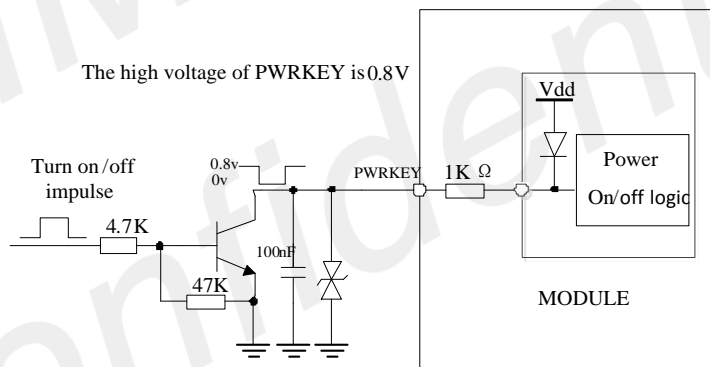 The high voltage of PWRKEY is 0.8V
Vdd
Turn on/off
impulse
0.8v
0v
PWRKEY
1K Ω
Power
On/off logic
4.7K
100nF
47K
MODULE